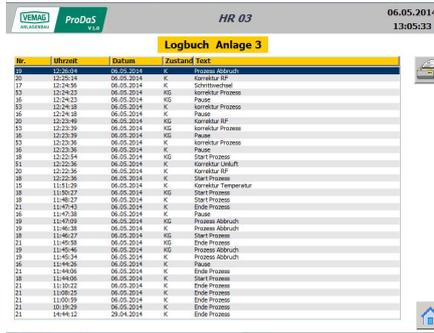 VEMAG
ANLAGENBAU
ProDaS
V 1.0
HR 03
06.05.2014
13:05:33
Logbuch Anlage 3
Nr. Uhrzeit Datum Zustand Text
19 12:26:04 06.05.2014 K Prozess Abbruch
20 12:25:14 06.05.2014 K Korrektur RF
17 12:24:56 06.05.2014 K Schrittwechsel
53 12:24:23 06.05.2014 KG korrektur Prozess
16 12:24:23 06.05.2014 KG Pause
53 12:24:18 06.05.2014 K korrektur Prozess
16 12:24:18 06.05.2014 K Pause
20 12:23:49 06.05.2014 KG Korrektur RF
53 12:23:39 06.05.2014 KG korrektur Prozess
16 12:23:39 06.05.2014 KG Pause
53 12:23:36 06.05.2014 K korrektur Prozess
16 12:23:36 06.05.2014 K Pause
18 12:22:54 06.05.2014 KG Start Prozess
51 12:22:36 06.05.2014 K Korrektur Umluft
20 12:22:36 06.05.2014 K Korrektur RF
18 12:22:36 06.05.2014 K Start Prozess
15 11:51:29 06.05.2014 K Korrektur Temperatur
18 11:50:27 06.05.2014 KG Start Prozess
18 11:48:27 06.05.2014 K Start Prozess
21 11:47:43 06.05.2014 K Ende Prozess
16 11:47:38 06.05.2014 K Pause
19 11:47:09 06.05.2014 KG Prozess Abbruch
19 11:46:38 06.05.2014 K Prozess Abbruch
18 11:46:27 06.05.2014 KG Start Prozess
21 11:45:58 06.05.2014 KG Ende Prozess
19 11:45:46 06.05.2014 KG Prozess Abbruch
19 11:45:34 06.05.2014 K Prozess Abbruch
16 11:44:26 06.05.2014 K Pause
21 11:44:06 06.05.2014 K Ende Prozess
18 11:44:06 06.05.2014 K Start Prozess
21 11:10:22 06.05.2014 K Ende Prozess
21 11:08:25 06.05.2014 K Ende Prozess
21 11:00:59 06.05.2014 K Ende Prozess
21 10:19:29 06.05.2014 K Ende Prozess
21 14:44:12 29.04.2014 K Ende Prozess